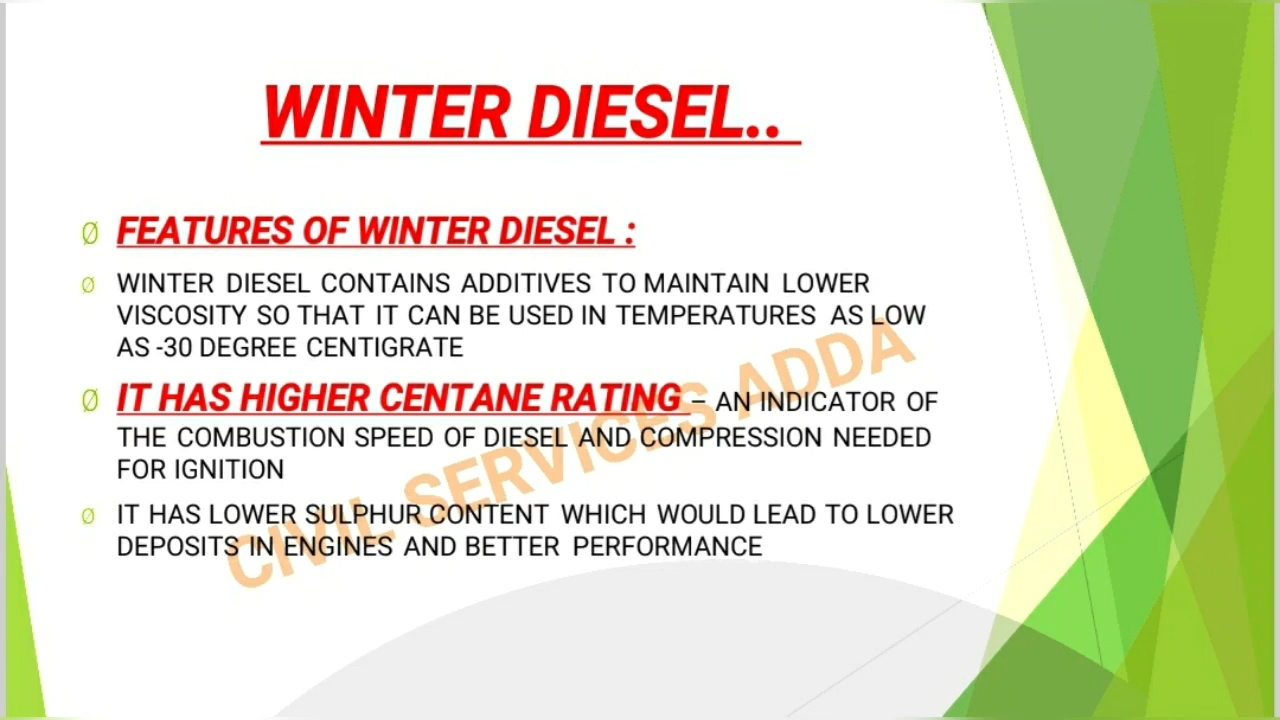 WINTER DIESEL..
Ø FEATURES OF WINTER DIESEL :
Ø WINTER DIESEL CONTAINS ADDITIVES TO MAINTAIN LOWER
VISCOSITY SO THAT IT CAN BE USED IN TEMPERATURES AS LOW
AS -30 DEGREE CENTIGRATE
Ø IT HAS HIGHER CENTANE RATING – AN INDICATOR OF
THE COMBUSTION SPEED OF DIESEL AND COMPRESSION NEEDED
FOR IGNITION
Ø IT HAS LOWER SULPHUR CONTENT WHICH WOULD LEAD TO LOWER
DEPOSITS IN ENGINES AND BETTER PERFORMANCE
CIVIL SERVICES ADDA